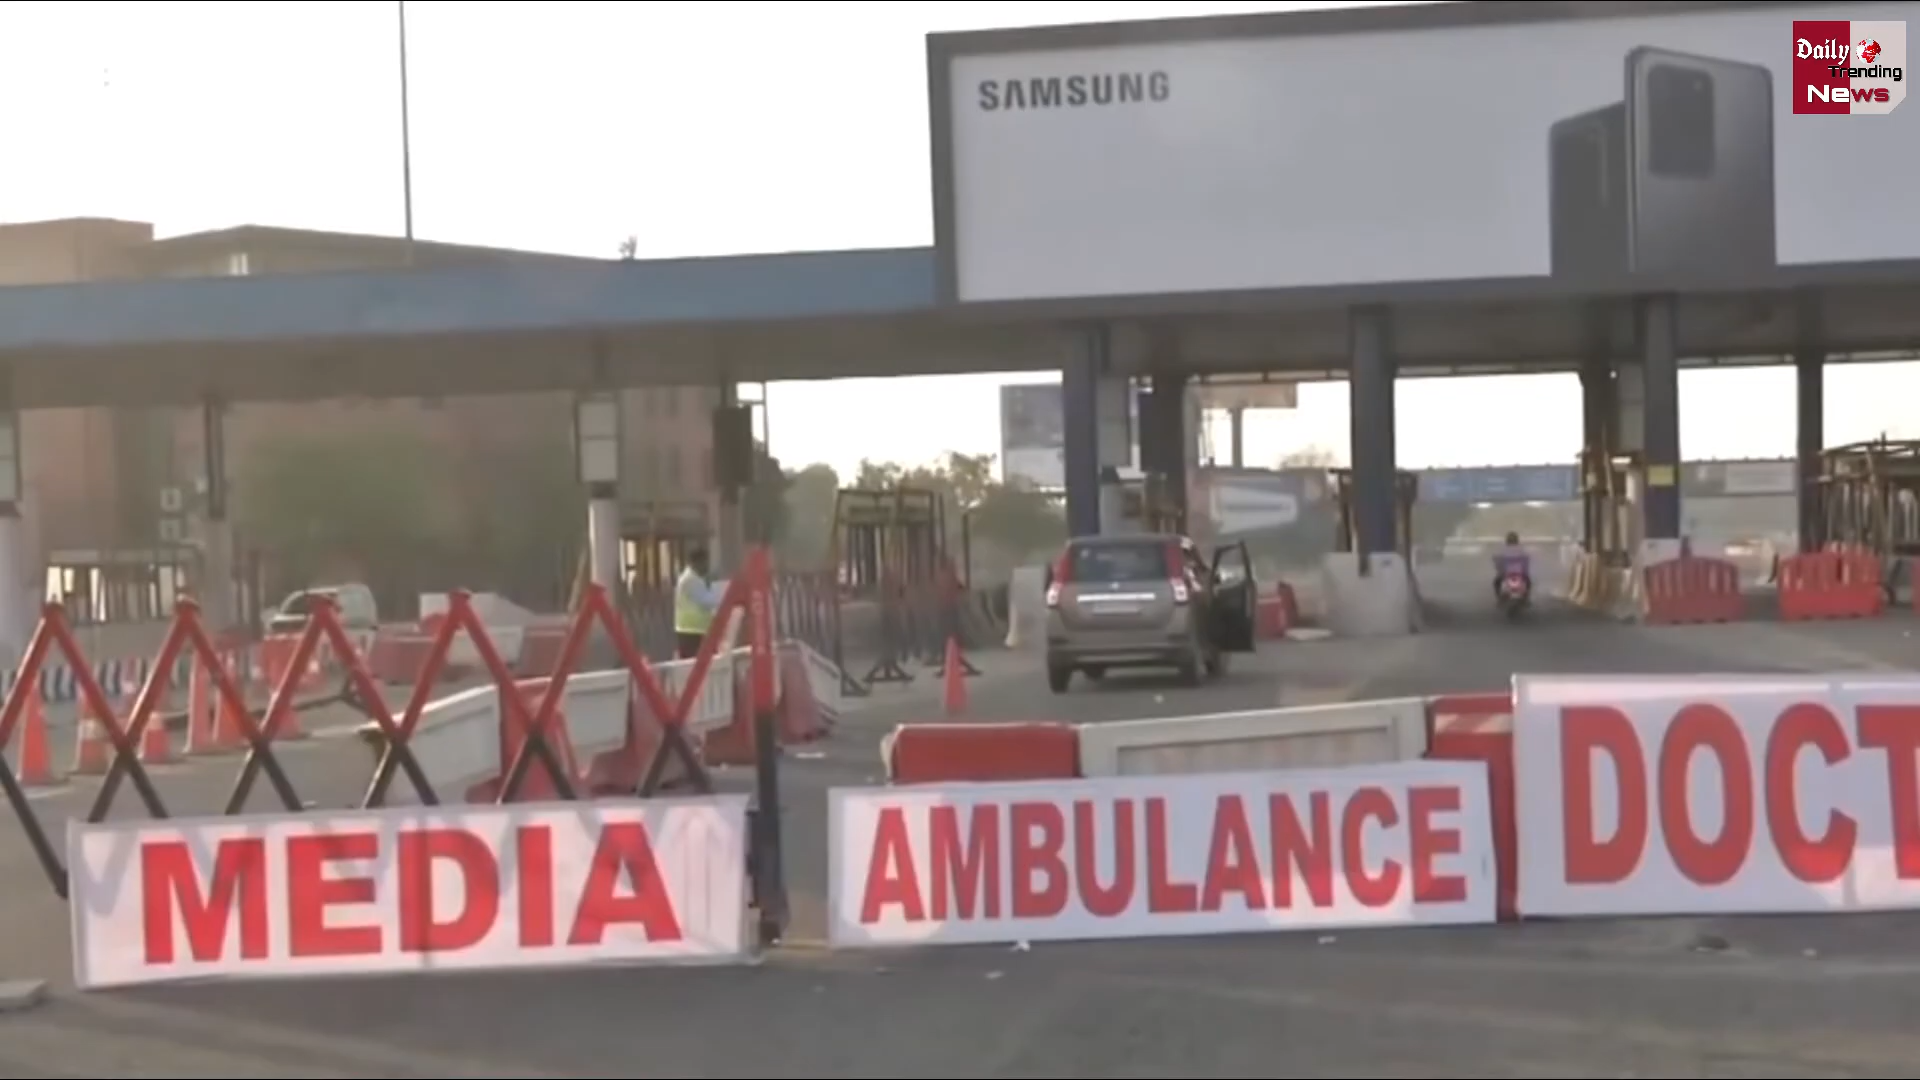 SAMSUNG
Daily
Trending
News
MEDIA
AMBULANCE
DOCT